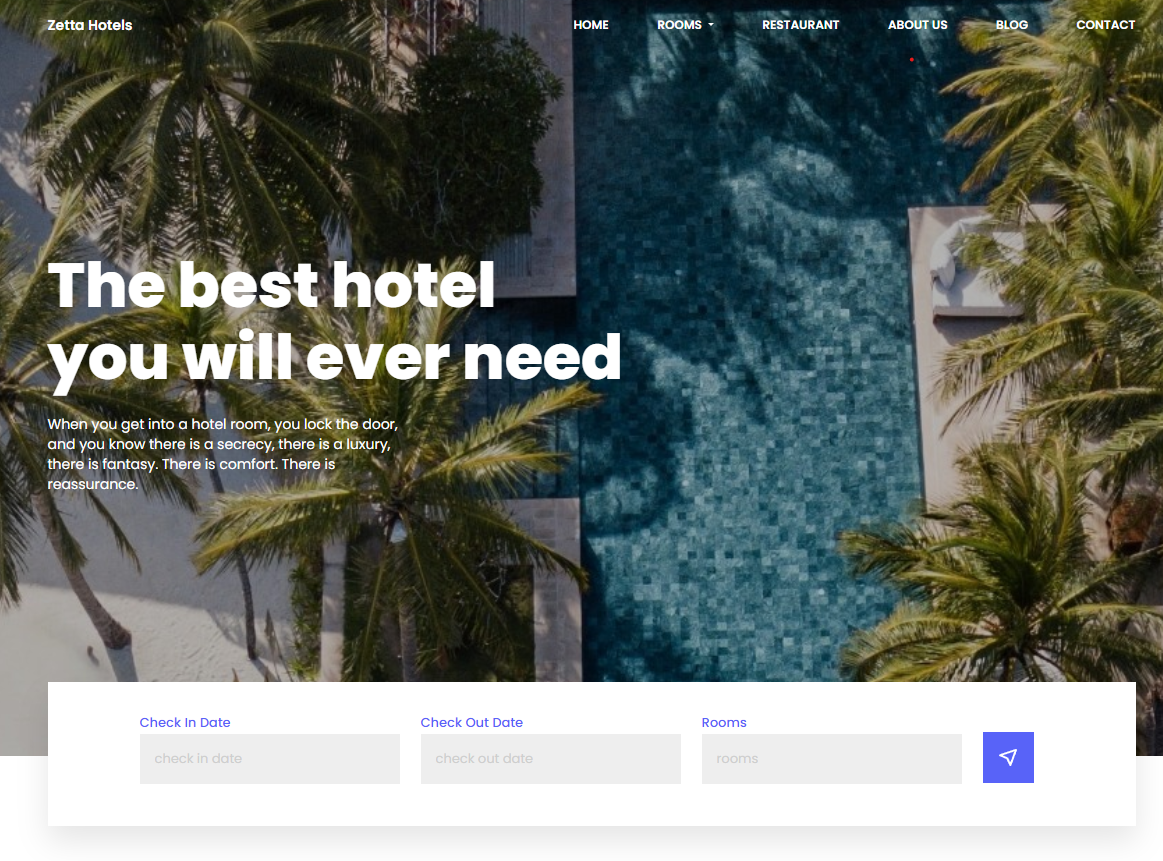 Zetta Hotels
HOME ROOMS RESTAURANT ABOUT US BLOG CONTACT
The best hotel
you will ever need
When you get into a hotel room, you lock the door,
and you know there is a secrecy, there is a luxury,
there is fantasy. There is comfort. There is
reassurance.
Check In Date Check Out Date Rooms
check in date check out date rooms